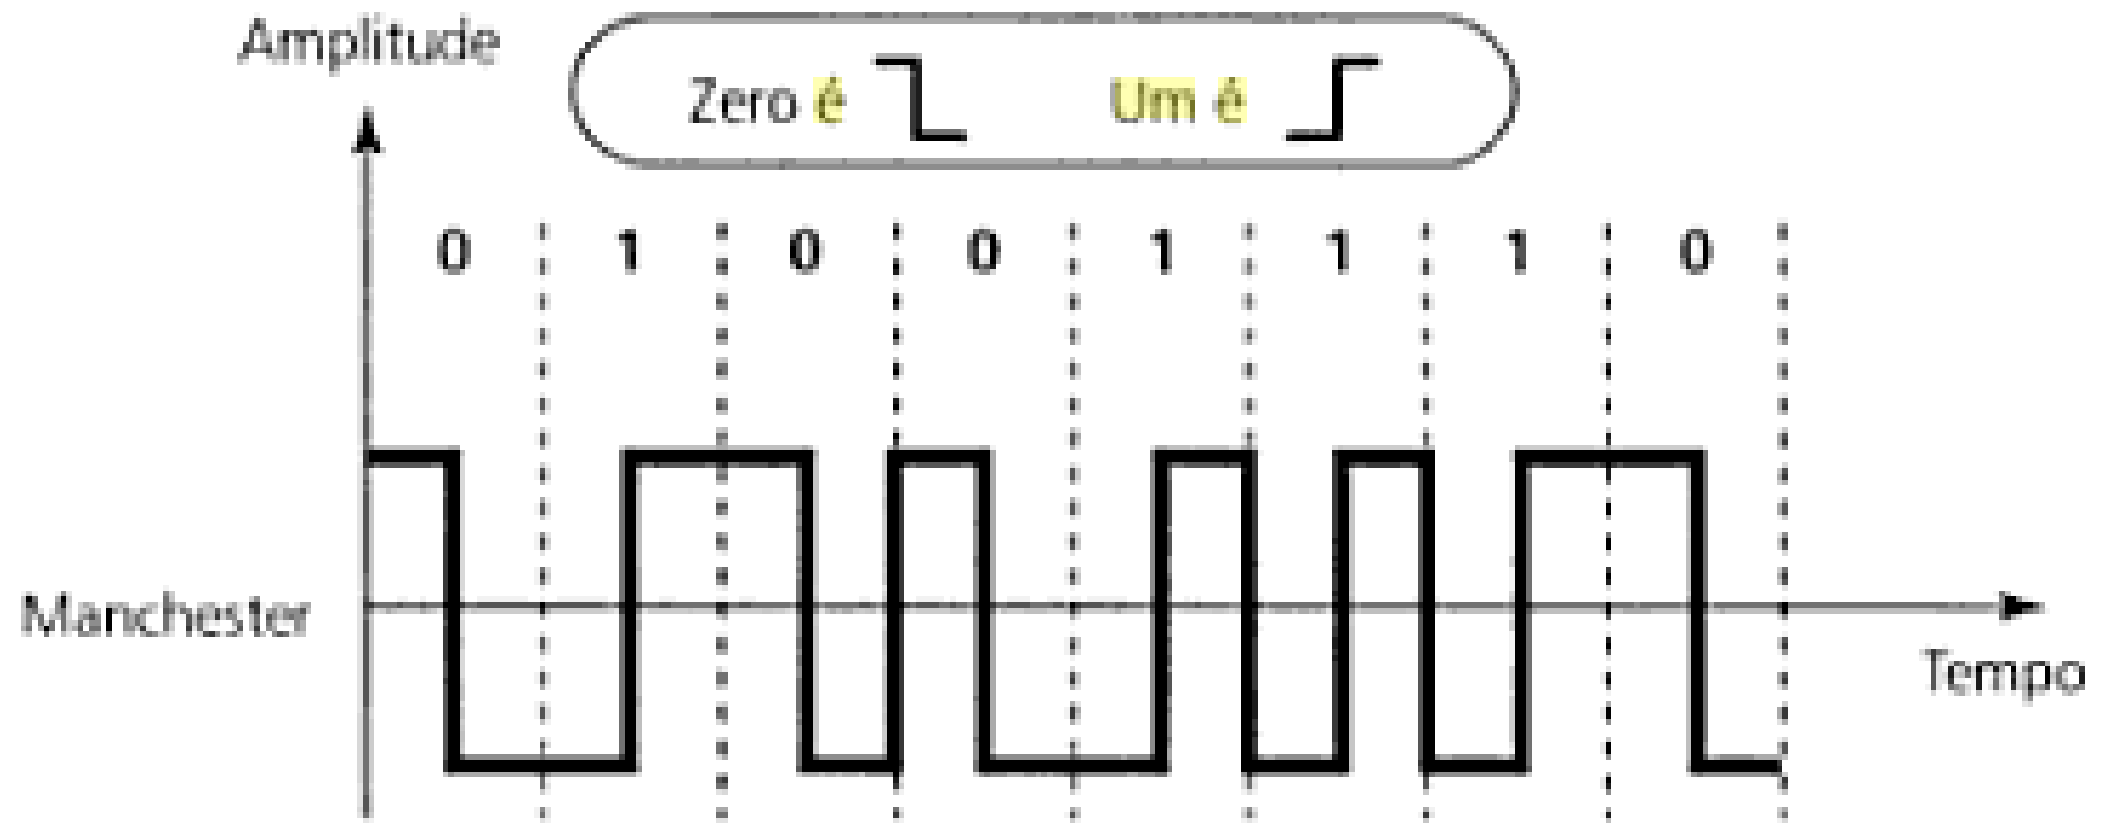 Amplitude
Zero é Um é
0 1 0 0 1 1 1 0
Manchester
Tempo